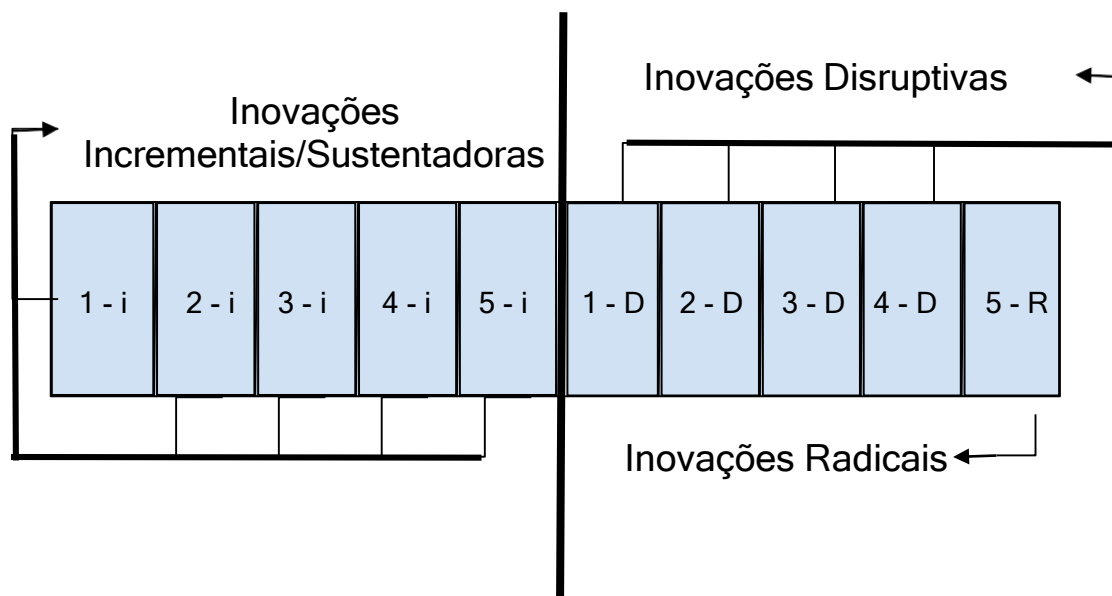 Inovações Disruptivas
Inovações
Incrementais/Sustentadoras
1 - i
2 - i
3 - i
4 - i
5 - i
1 - D
2 - D
3 - D
4 - D
5 - R
Inovações Radicais